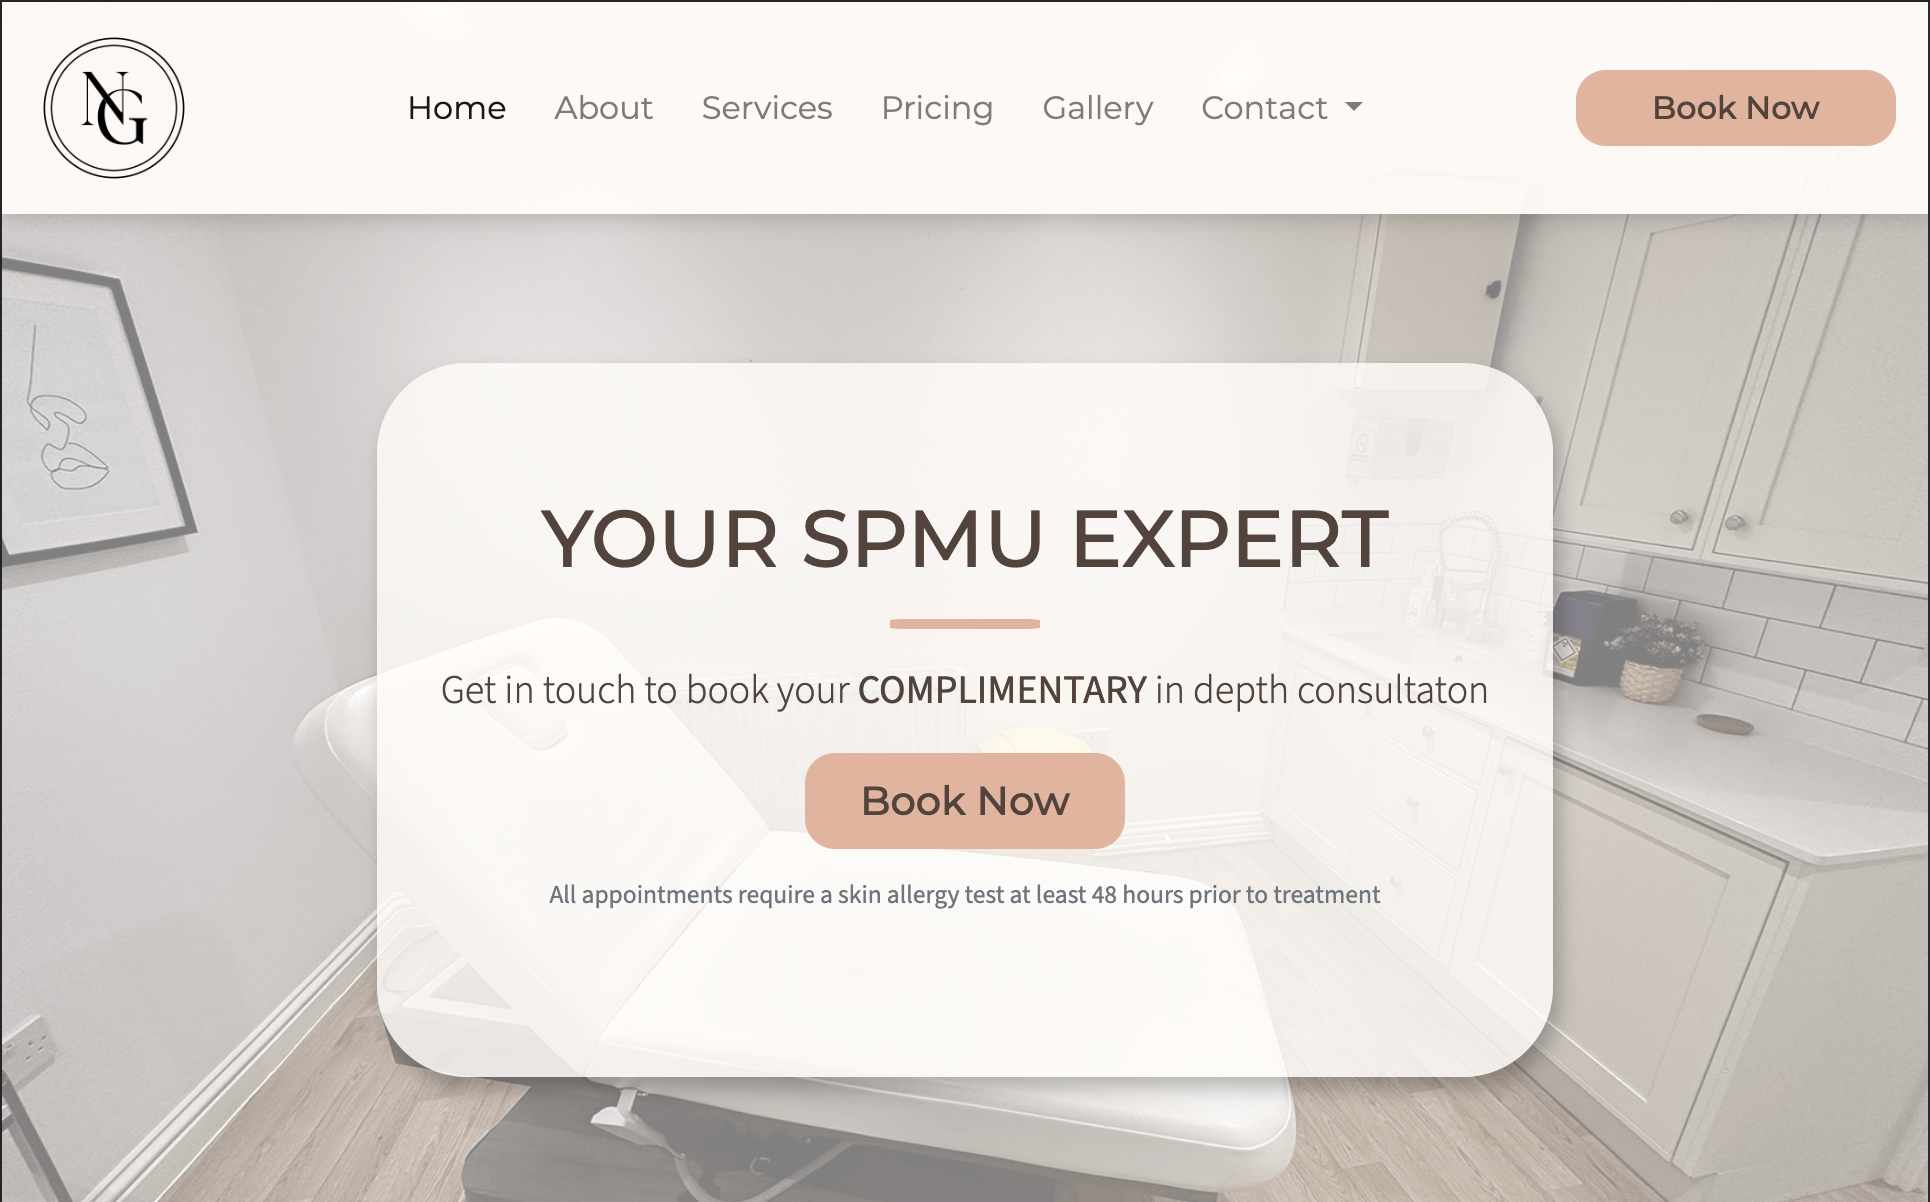 NG
Home About Services Pricing Gallery Contact Book Now
YOUR SPMU EXPERT
Get in touch to book your COMPLIMENTARY in depth consultaton
Book Now
All appointments require a skin allergy test at least 48 hours prior to treatment